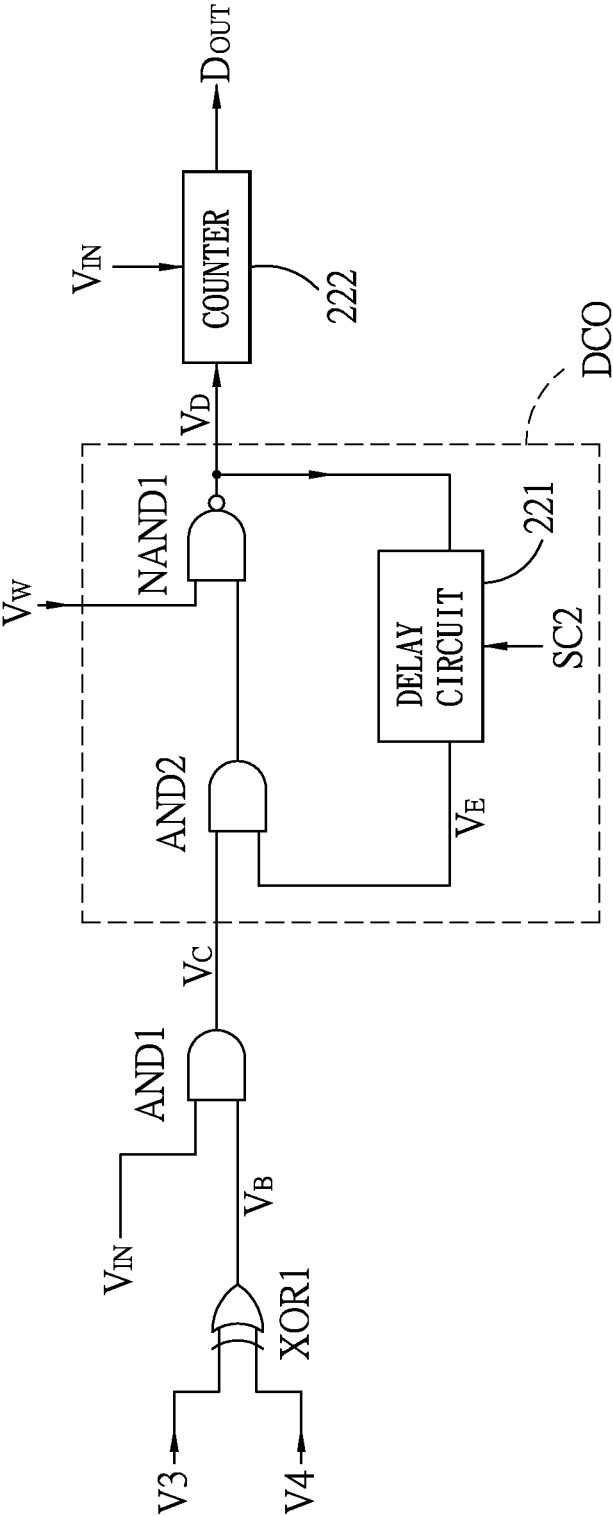 V3
V4
XOR1
VIN
VB
AND1
VC
AND2
VE
VW
NAND1
DELAY
CIRCUIT
221
SC2
VD
DCO
VIN
COUNTER
222
DOUT